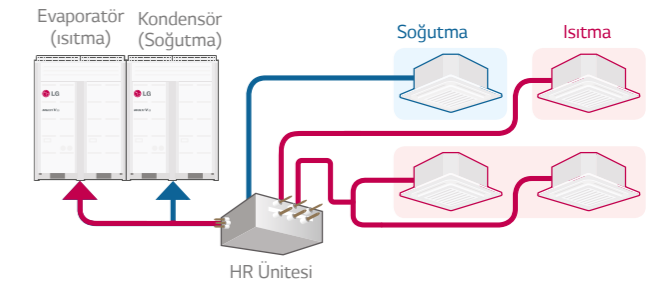 Evaporatör
(ısıtma)
Kondensör
(Soğutma)
Soğutma
Isıtma
LG
LG
HR Ünitesi